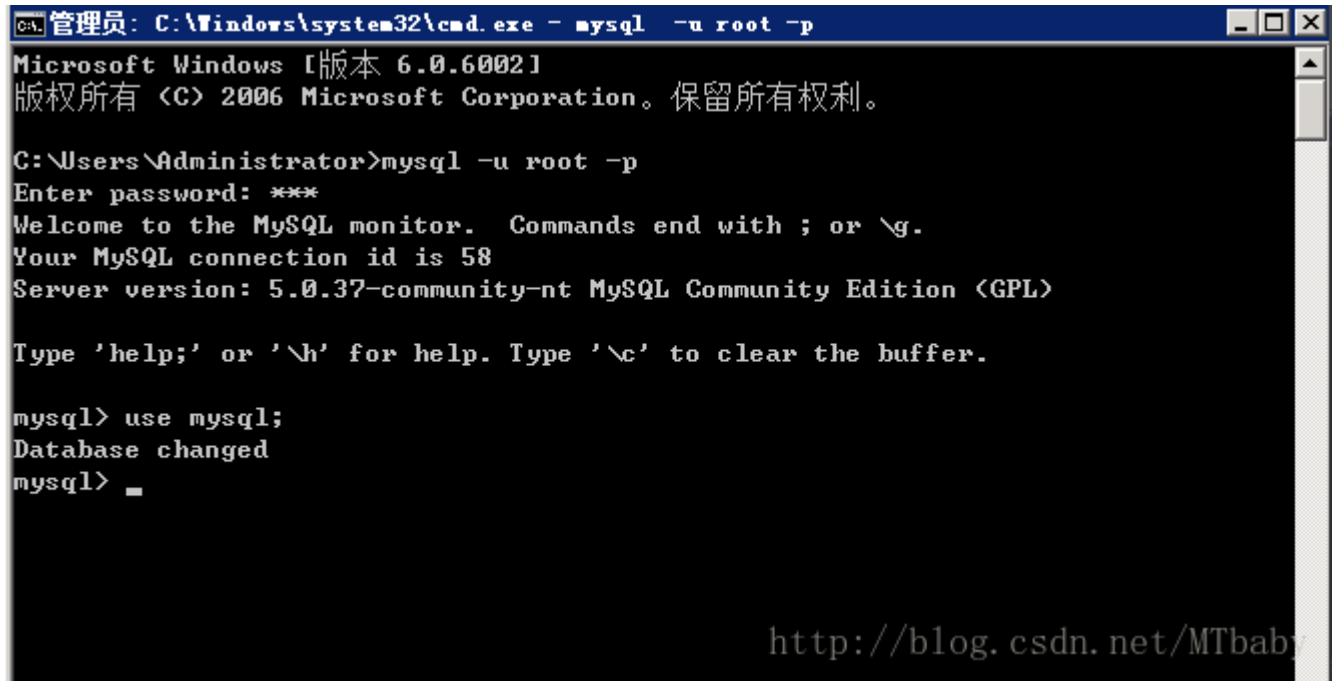 管理员: C:\Windows\system32\cmd.exe - mysql  -u root -p
Microsoft Windows [版本 6.0.6002]
版权所有 (C) 2006 Microsoft Corporation。保留所有权利。
C:\Users\Administrator>mysql -u root -p
Enter password: ***
Welcome to the MySQL monitor.  Commands end with ; or \g.
Your MySQL connection id is 58
Server version: 5.0.37-community-nt MySQL Community Edition (GPL)
Type 'help;' or '\h' for help. Type '\c' to clear the buffer.
mysql> use mysql;
Database changed
mysql> _
http://blog.csdn.net/MTbaby